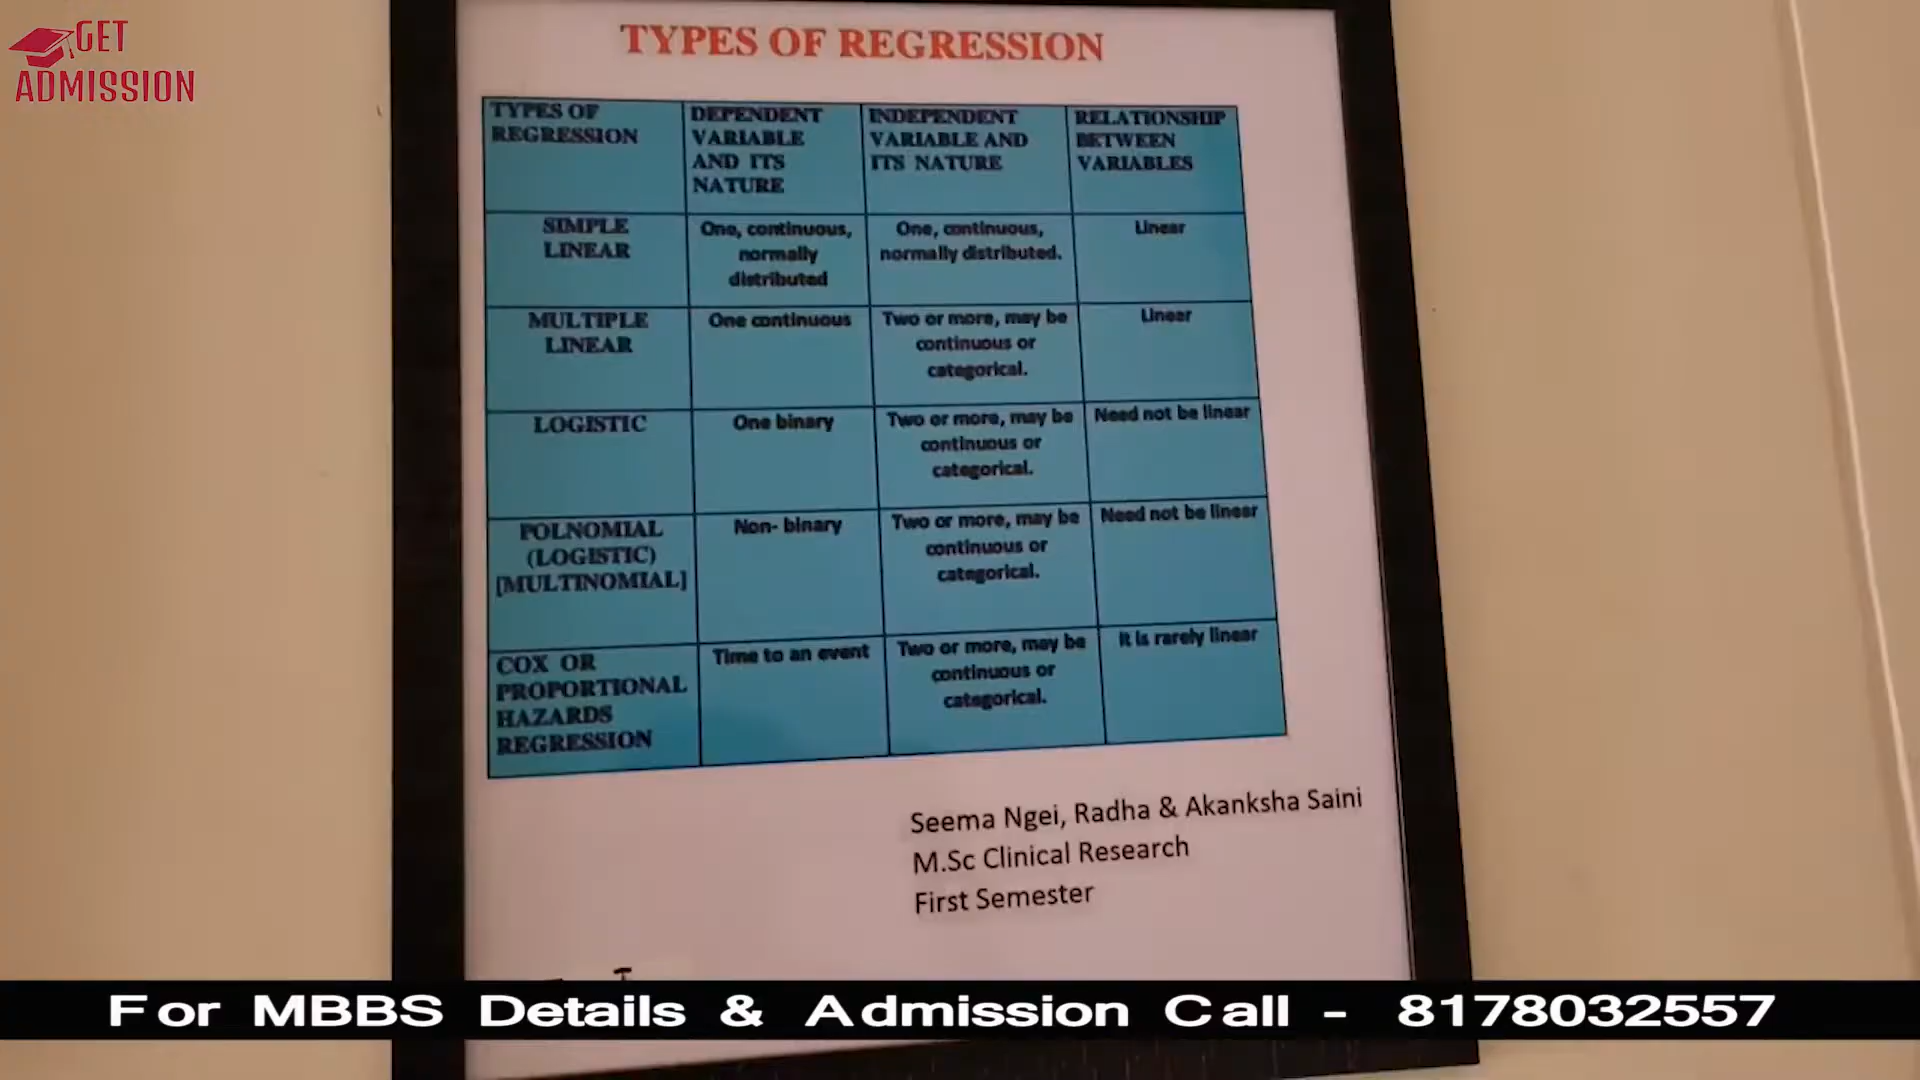 GET
ADMISSION
TYPES OF REGRESSION
TYPES OF
REGRESSION
DEPENDENT
VARIABLE
AND ITS
NATURE
INDEPENDENT
VARIABLE AND
ITS NATURE
RELATIONSHIP
BETWEEN
VARIABLES
SIMPLE
LINEAR
One, continuous,
normally
distributed
One, continuous,
normally distributed.
Linear
MULTIPLE
LINEAR
One continuous
Two or more, may be
continuous or
categorical.
Linear
LOGISTIC
One binary
Two or more, may be
continuous or
categorical.
Need not be linear
POLNOMIAL
(LOGISTIC)
[MULTINOMIAL]
Non- binary
Two or more, may be
continuous or
categorical.
Need not be linear
COX OR
PROPORTIONAL
HAZARDS
REGRESSION
Time to an event
Two or more, may be
continuous or
categorical.
It is rarely linear
Seema Ngei, Radha & Akanksha Saini
M.Sc Clinical Research
First Semester
For MBBS Details & Admission Call - 8178032557